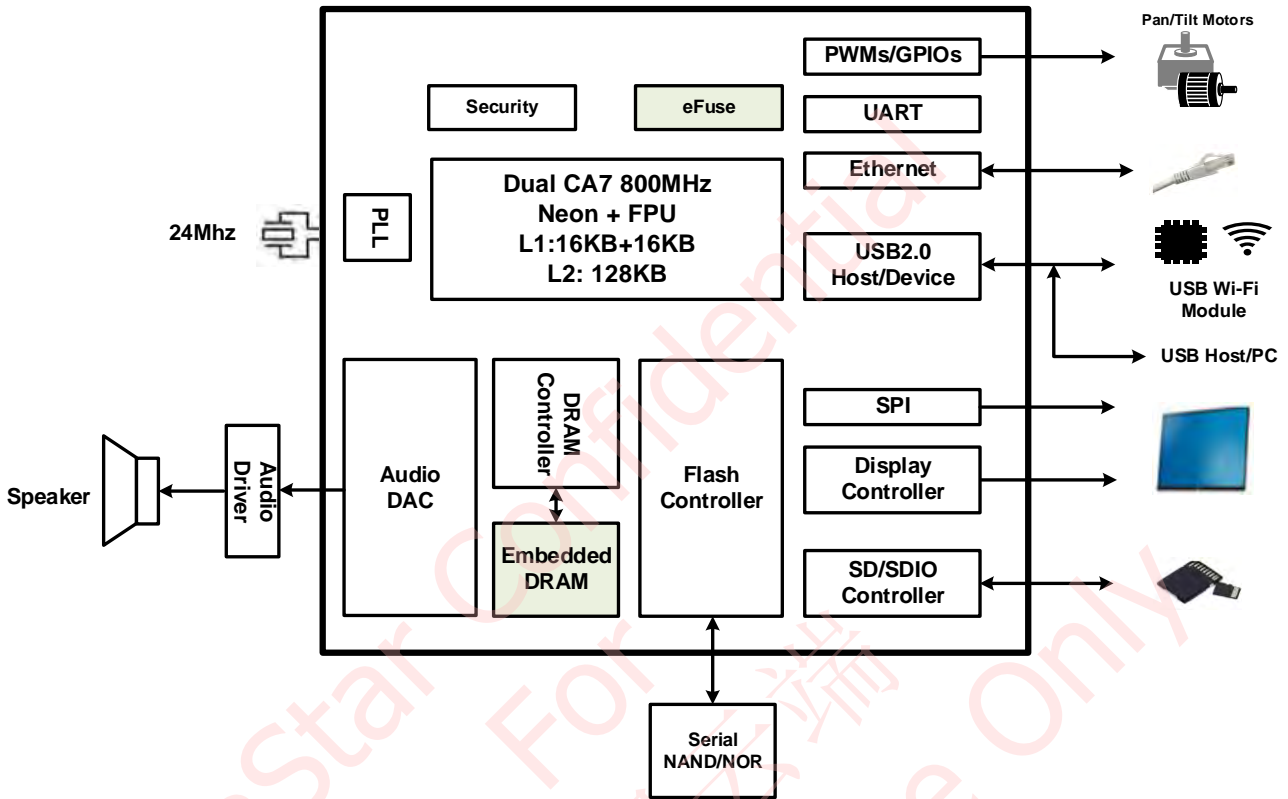 Pan/Tilt Motors
PWMs/GPIOs
Security
eFuse
UART
Ethernet
Dual CA7 800MHz
Neon + FPU
L1:16KB+16KB
L2: 128KB
PLL
24Mhz
USB2.0
Host/Device
USB Wi-Fi
Module
USB Host/PC
DRAM
Controller
SPI
Audio
DAC
Flash
Controller
Display
Controller
Speaker
Audio
Driver
Embedded
DRAM
SD/SDIO
Controller
Serial
NAND/NOR
Star Confidential
For
端
Only